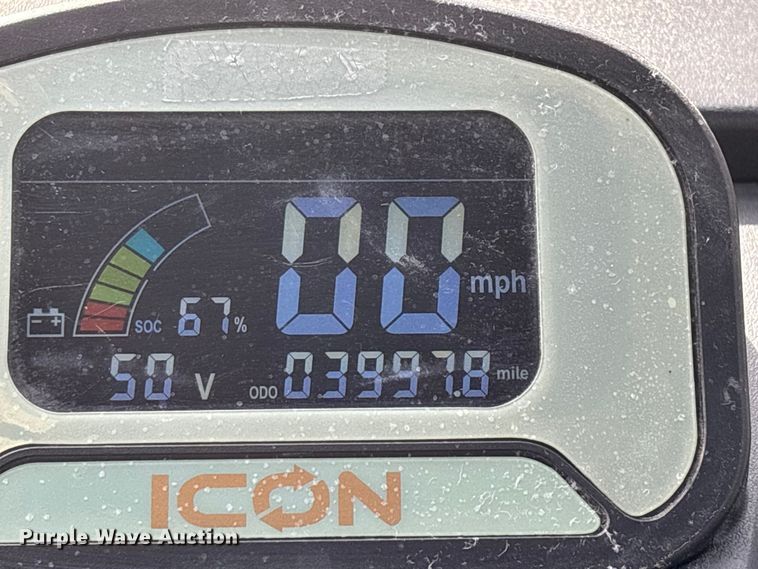 00 mph
SOC 67%
50 V ODO 03997.8 mile
ICON
Purple Wave Auction